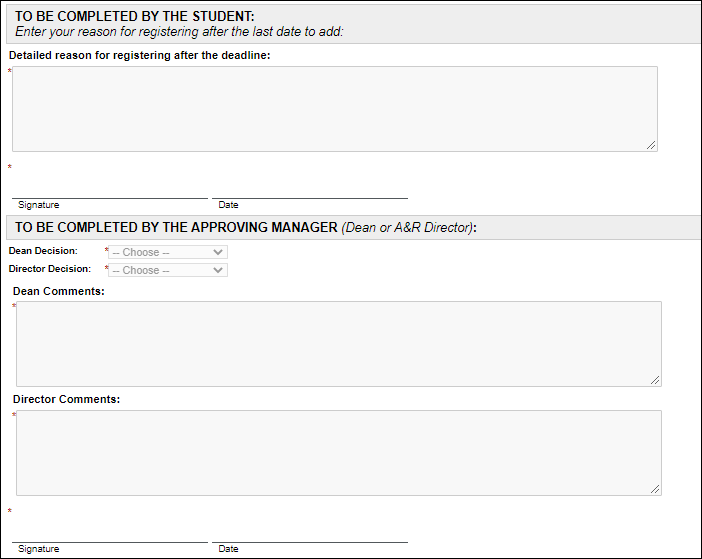 TO BE COMPLETED BY THE STUDENT:
Enter your reason for registering after the last date to add:
Detailed reason for registering after the deadline:
*
*
Signature Date
TO BE COMPLETED BY THE APPROVING MANAGER (Dean or A&R Director):
Dean Decision: * -- Choose --
Director Decision: * -- Choose --
Dean Comments:
*
Director Comments:
*
*
Signature Date